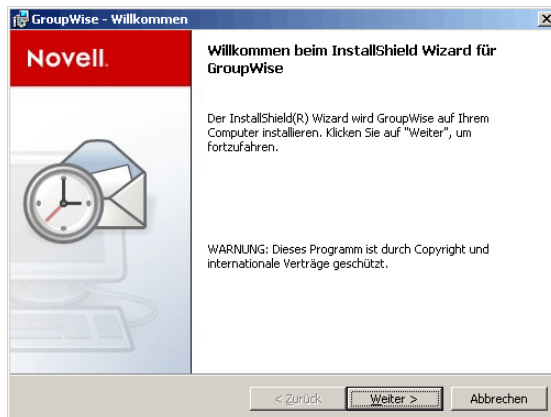 GroupWise - Willkommen
Novell.
Willkommen beim InstallShield Wizard für
GroupWise
Der InstallShield(R) Wizard wird GroupWise auf Ihrem
Computer installieren. Klicken Sie auf "Weiter", um
fortzufahren.
WARNUNG: Dieses Programm ist durch Copyright und
internationale Verträge geschützt.
< Zurück
Weiter >
Abbrechen